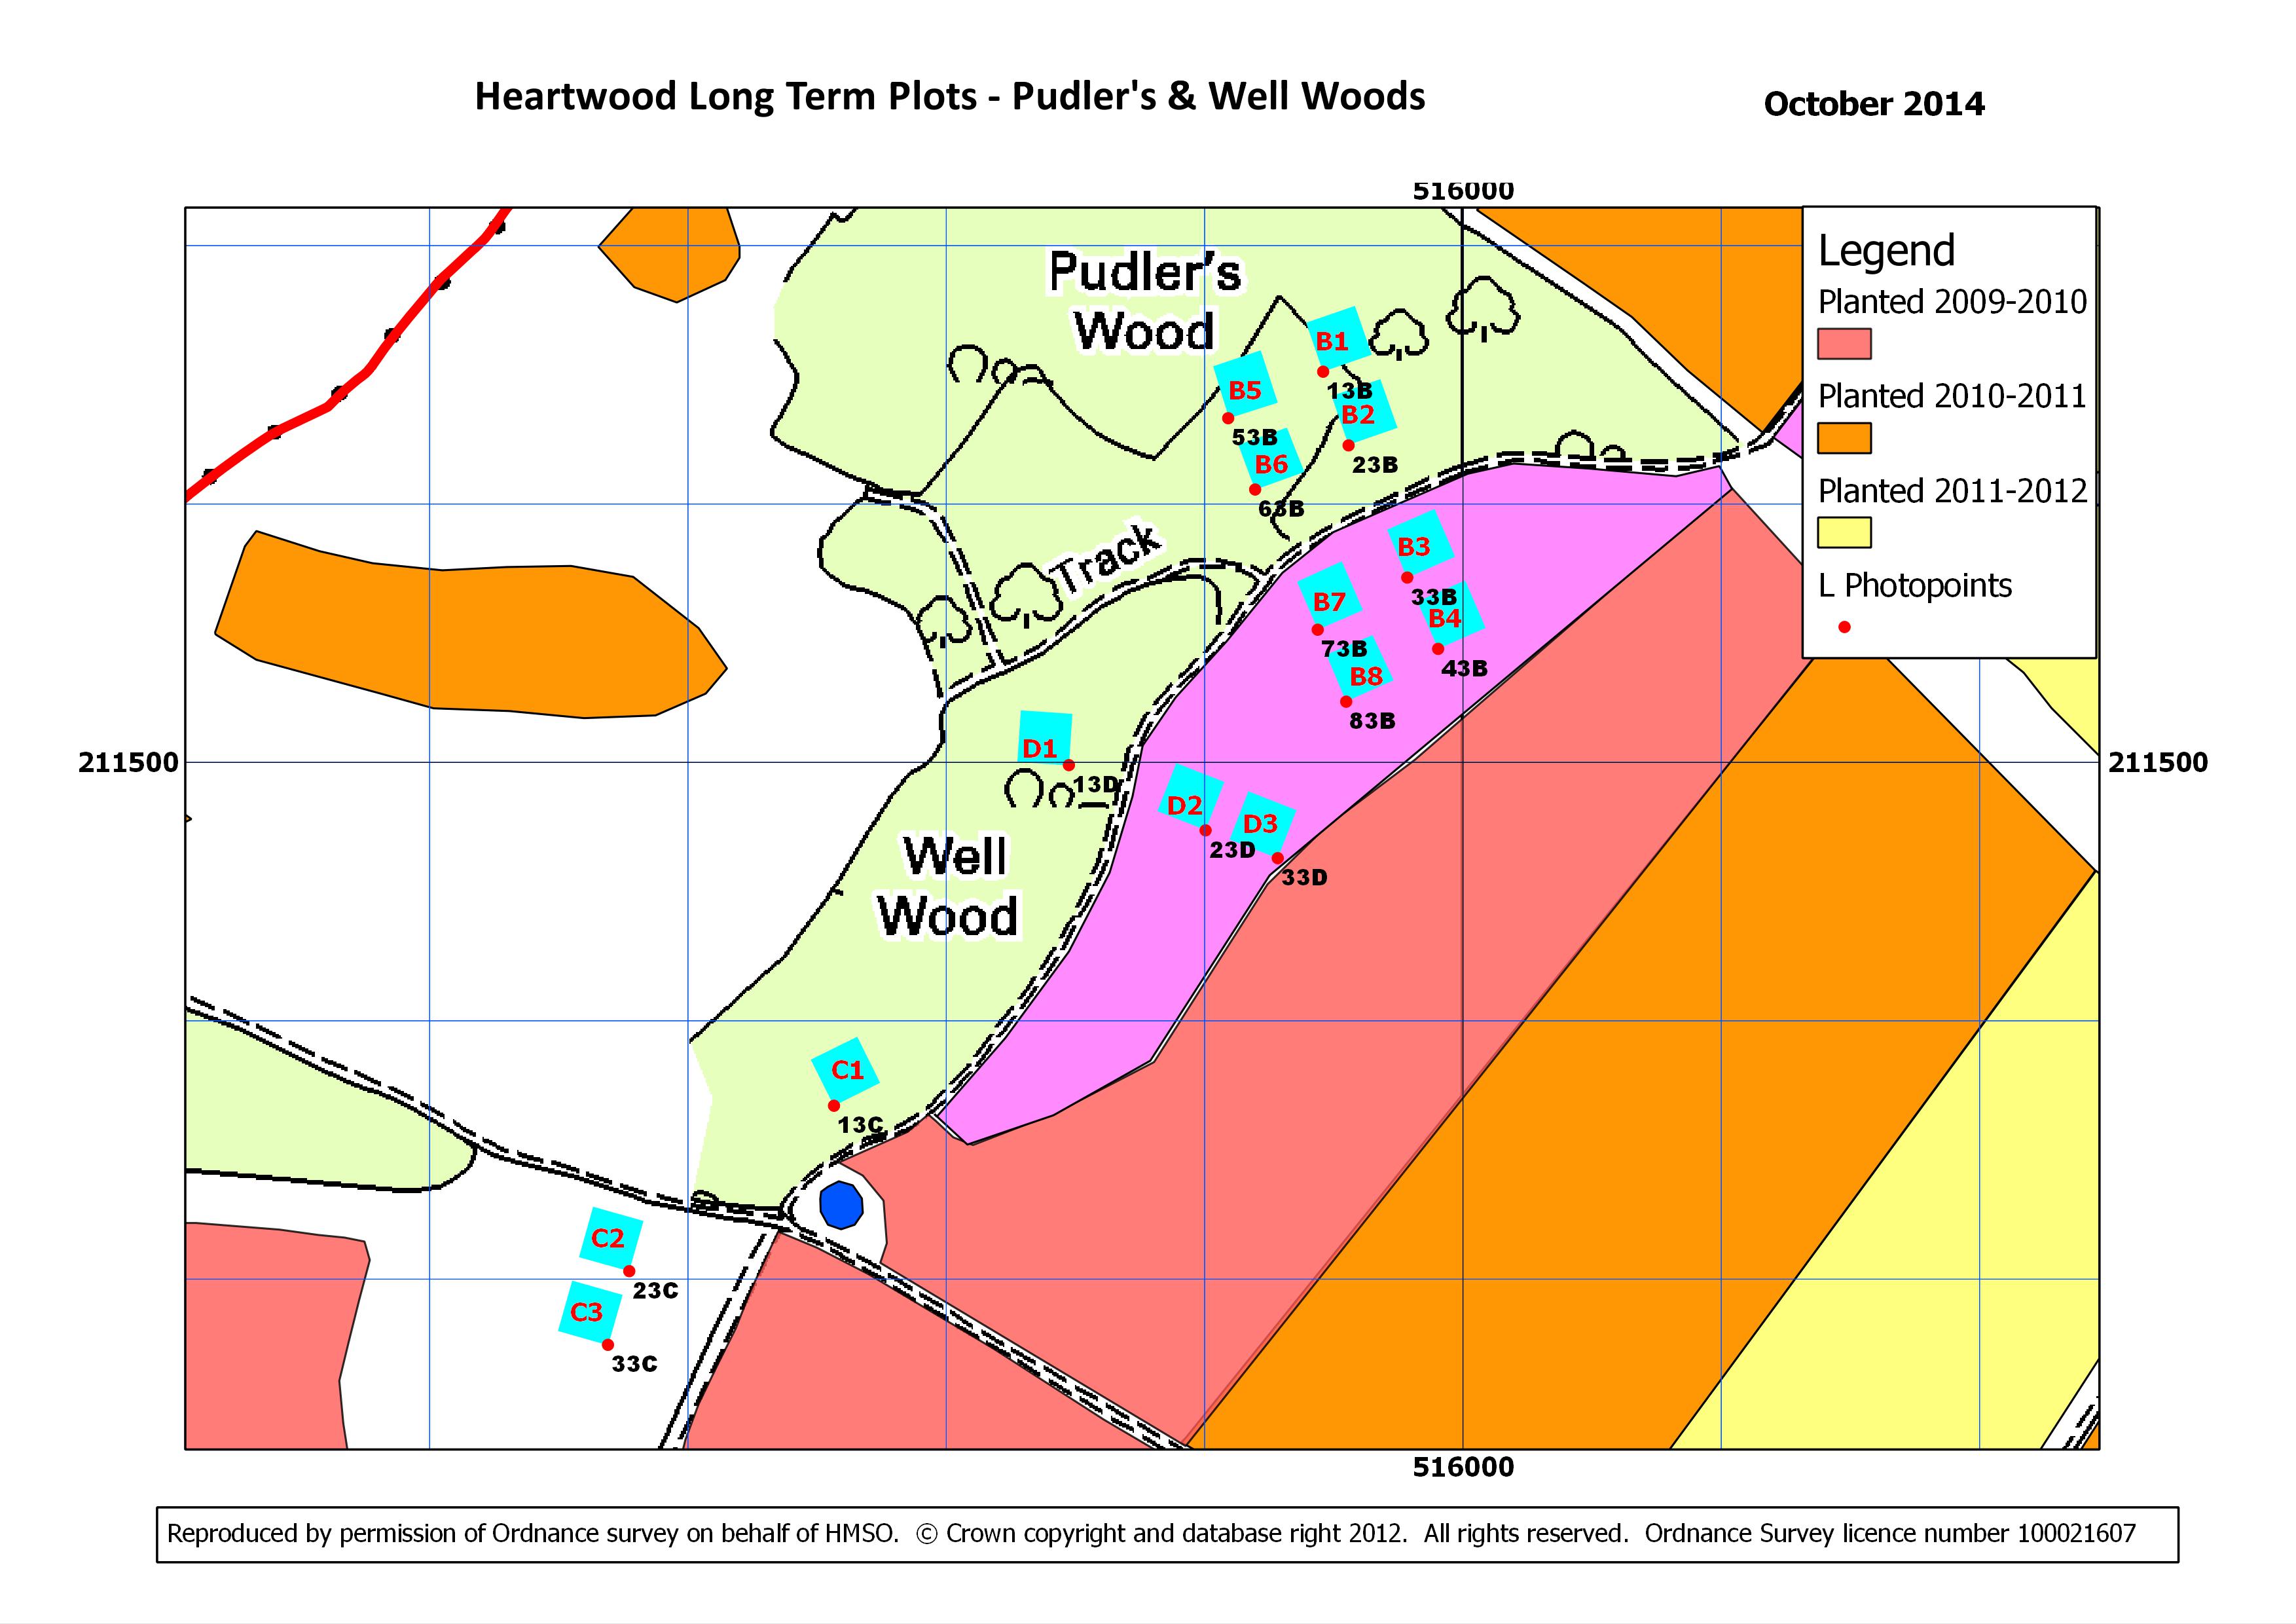 Heartwood Long Term Plots - Pudler's & Well Woods
October 2014
516000
Legend
Planted 2009-2010
Planted 2010-2011
Planted 2011-2012
L Photopoints
Pudler's
Wood
B1
13B
B5
53B
B2
23B
B6
63B
Track
B3
33B
B7
73B
B4
43B
B8
83B
211500
D1
13D
211500
D2
23D
D3
33D
Well
Wood
C1
13C
C2
23C
C3
33C
516000
Reproduced by permission of Ordnance survey on behalf of HMSO. © Crown copyright and database right 2012. All rights reserved. Ordnance Survey licence number 100021607